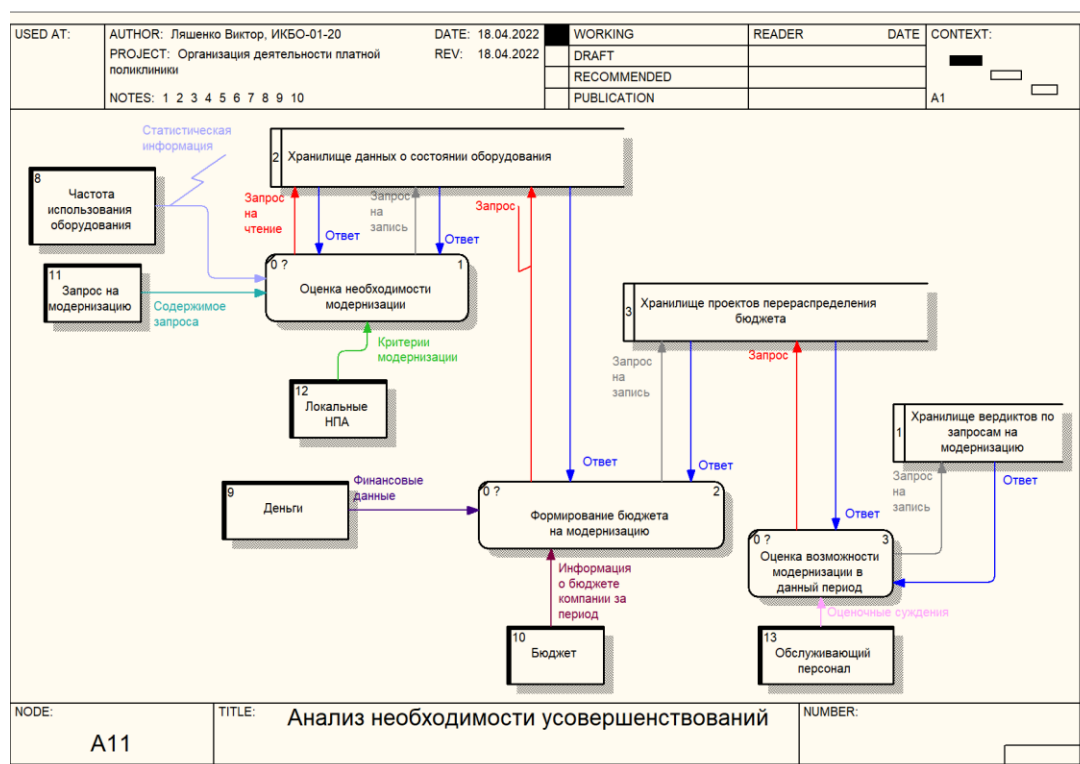 USED AT:
AUTHOR: Ляшенко Виктор, ИКБО-01-20
DATE: 18.04.2022
WORKING
READER
DATE
CONTEXT:
PROJECT: Организация деятельности платной
поликлиники
REV: 18.04.2022
DRAFT
RECOMMENDED
NOTES: 1 2 3 4 5 6 7 8 9 10
PUBLICATION
A1
Статистическая
информация
2
Хранилище данных о состоянии оборудования
8
Частота
использования
оборудования
Запрос
на
чтение
Ответ
Запрос
на
запись
Ответ
Запрос
11
Запрос на
модернизацию
Содержимое
запроса
0 ?
1
Оценка необходимости
модернизации
3
Хранилище проектов перераспределения
бюджета
Критерии
модернизации
12
Локальные
НПА
Запрос
на
запись
Запрос
1
Хранилище вердиктов по
запросам на
модернизацию
Ответ
Ответ
Финансовые
данные
9
Деньги
0 ?
2
Формирование бюджета
на модернизацию
Ответ
Запрос
на
запись
Ответ
0 ?
3
Оценка возможности
модернизации в
данный период
Информация
о бюджете
компании за
период
Оценочные суждения
10
Бюджет
13
Обслуживающий
персонал
NODE:
A11
TITLE:
Анализ необходимости усовершенствований
NUMBER: